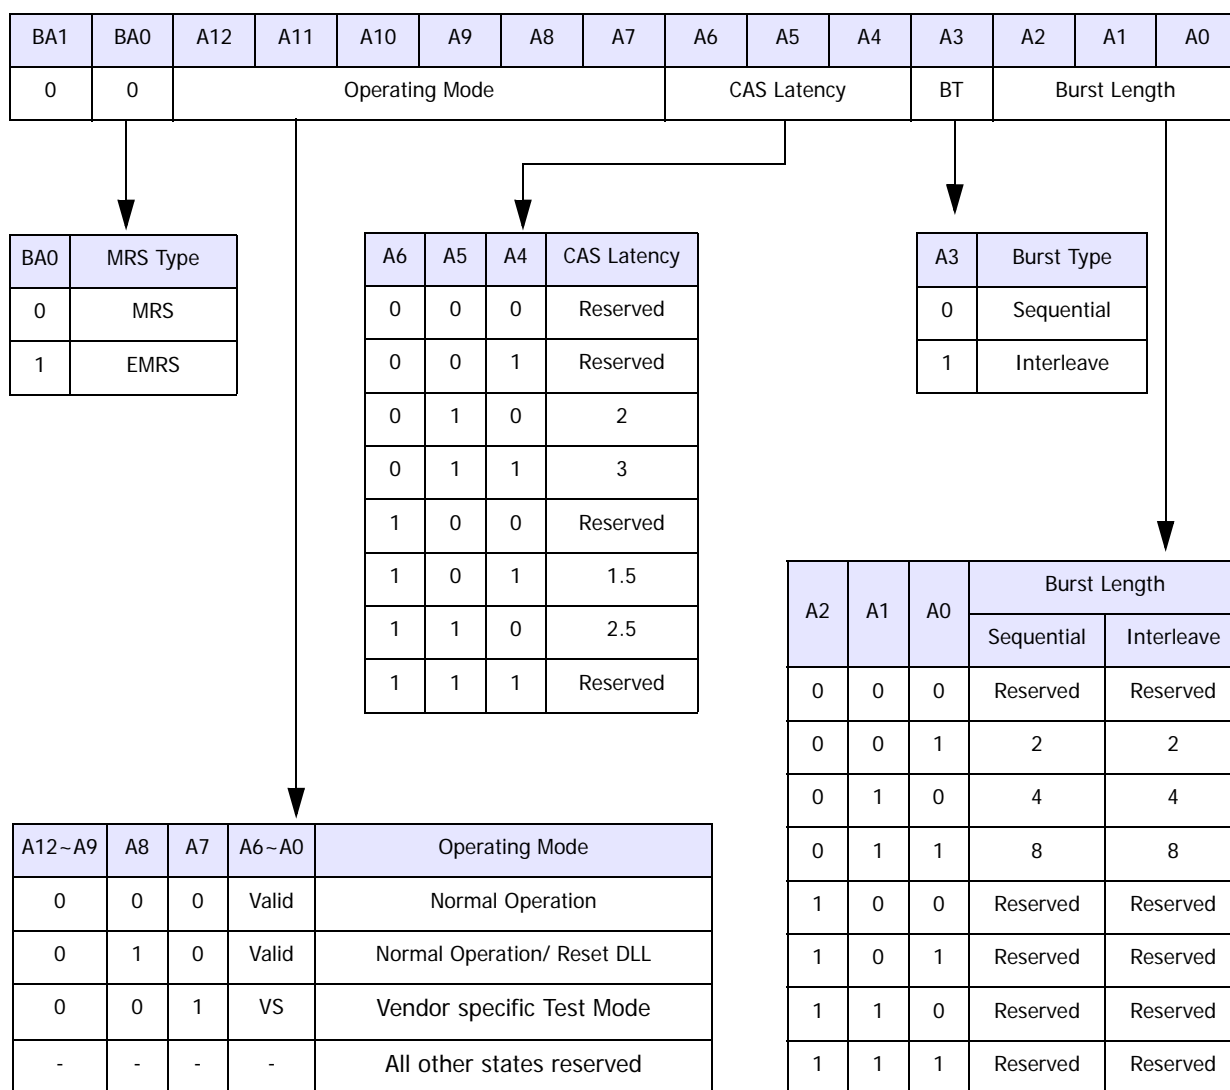 BA1 BA0 A12 A11 A10 A9 A8 A7 A6 A5 A4 A3 A2 A1 A0
0 0 Operating Mode CAS Latency BT Burst Length
BA0 MRS Type
0 MRS
1 EMRS
A6 A5 A4 CAS Latency
0 0 0 Reserved
0 0 1 Reserved
0 1 0 2
0 1 1 3
1 0 0 Reserved
1 0 1 1.5
1 1 0 2.5
1 1 1 Reserved
A3 Burst Type
0 Sequential
1 Interleave
A12~A9 A8 A7 A6~A0 Operating Mode
0 0 0 Valid Normal Operation
0 1 0 Valid Normal Operation/ Reset DLL
0 0 1 VS Vendor specific Test Mode
- - - - All other states reserved
A2 A1 A0 Burst Length
Sequential Interleave
0 0 0 Reserved Reserved
0 0 1 2 2
0 1 0 4 4
0 1 1 8 8
1 0 0 Reserved Reserved
1 0 1 Reserved Reserved
1 1 0 Reserved Reserved
1 1 1 Reserved Reserved